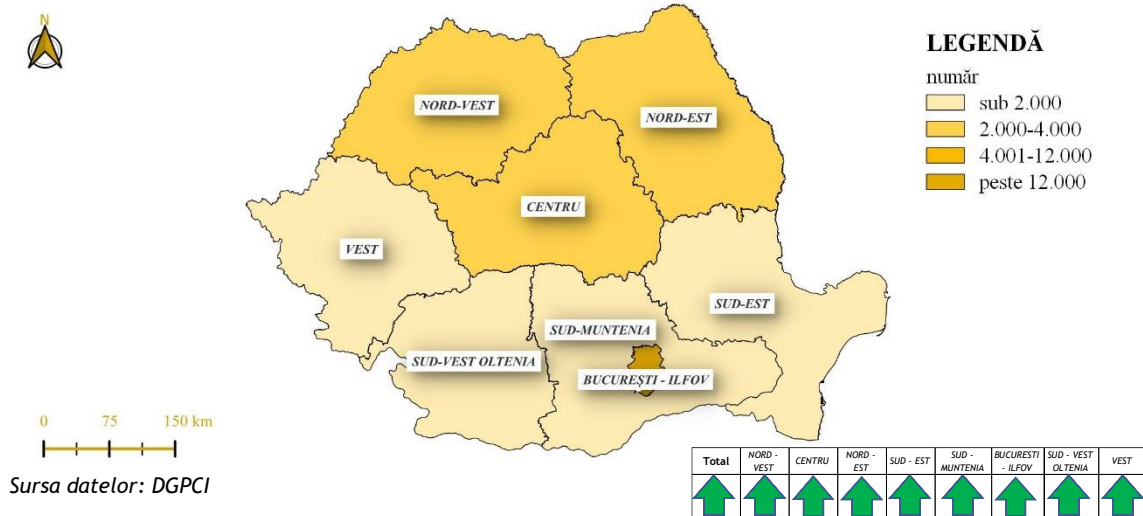 N
LEGENDĂ
număr
sub 2.000
2.000-4.000
4.001-12.000
peste 12.000
NORD-VEST
NORD-EST
CENTRU
VEST
SUD-EST
SUD-MUNTENIA
SUD-VEST OLTENIA
BUCUREȘTI - ILFOV
0 75 150 km
Sursa datelor: DGPCI
Total
NORD -
VEST
CENTRU
NORD -
EST
SUD - EST
SUD -
MUNTENIA
BUCURESTI
- ILFOV
SUD - VEST
OLTENIA
VEST